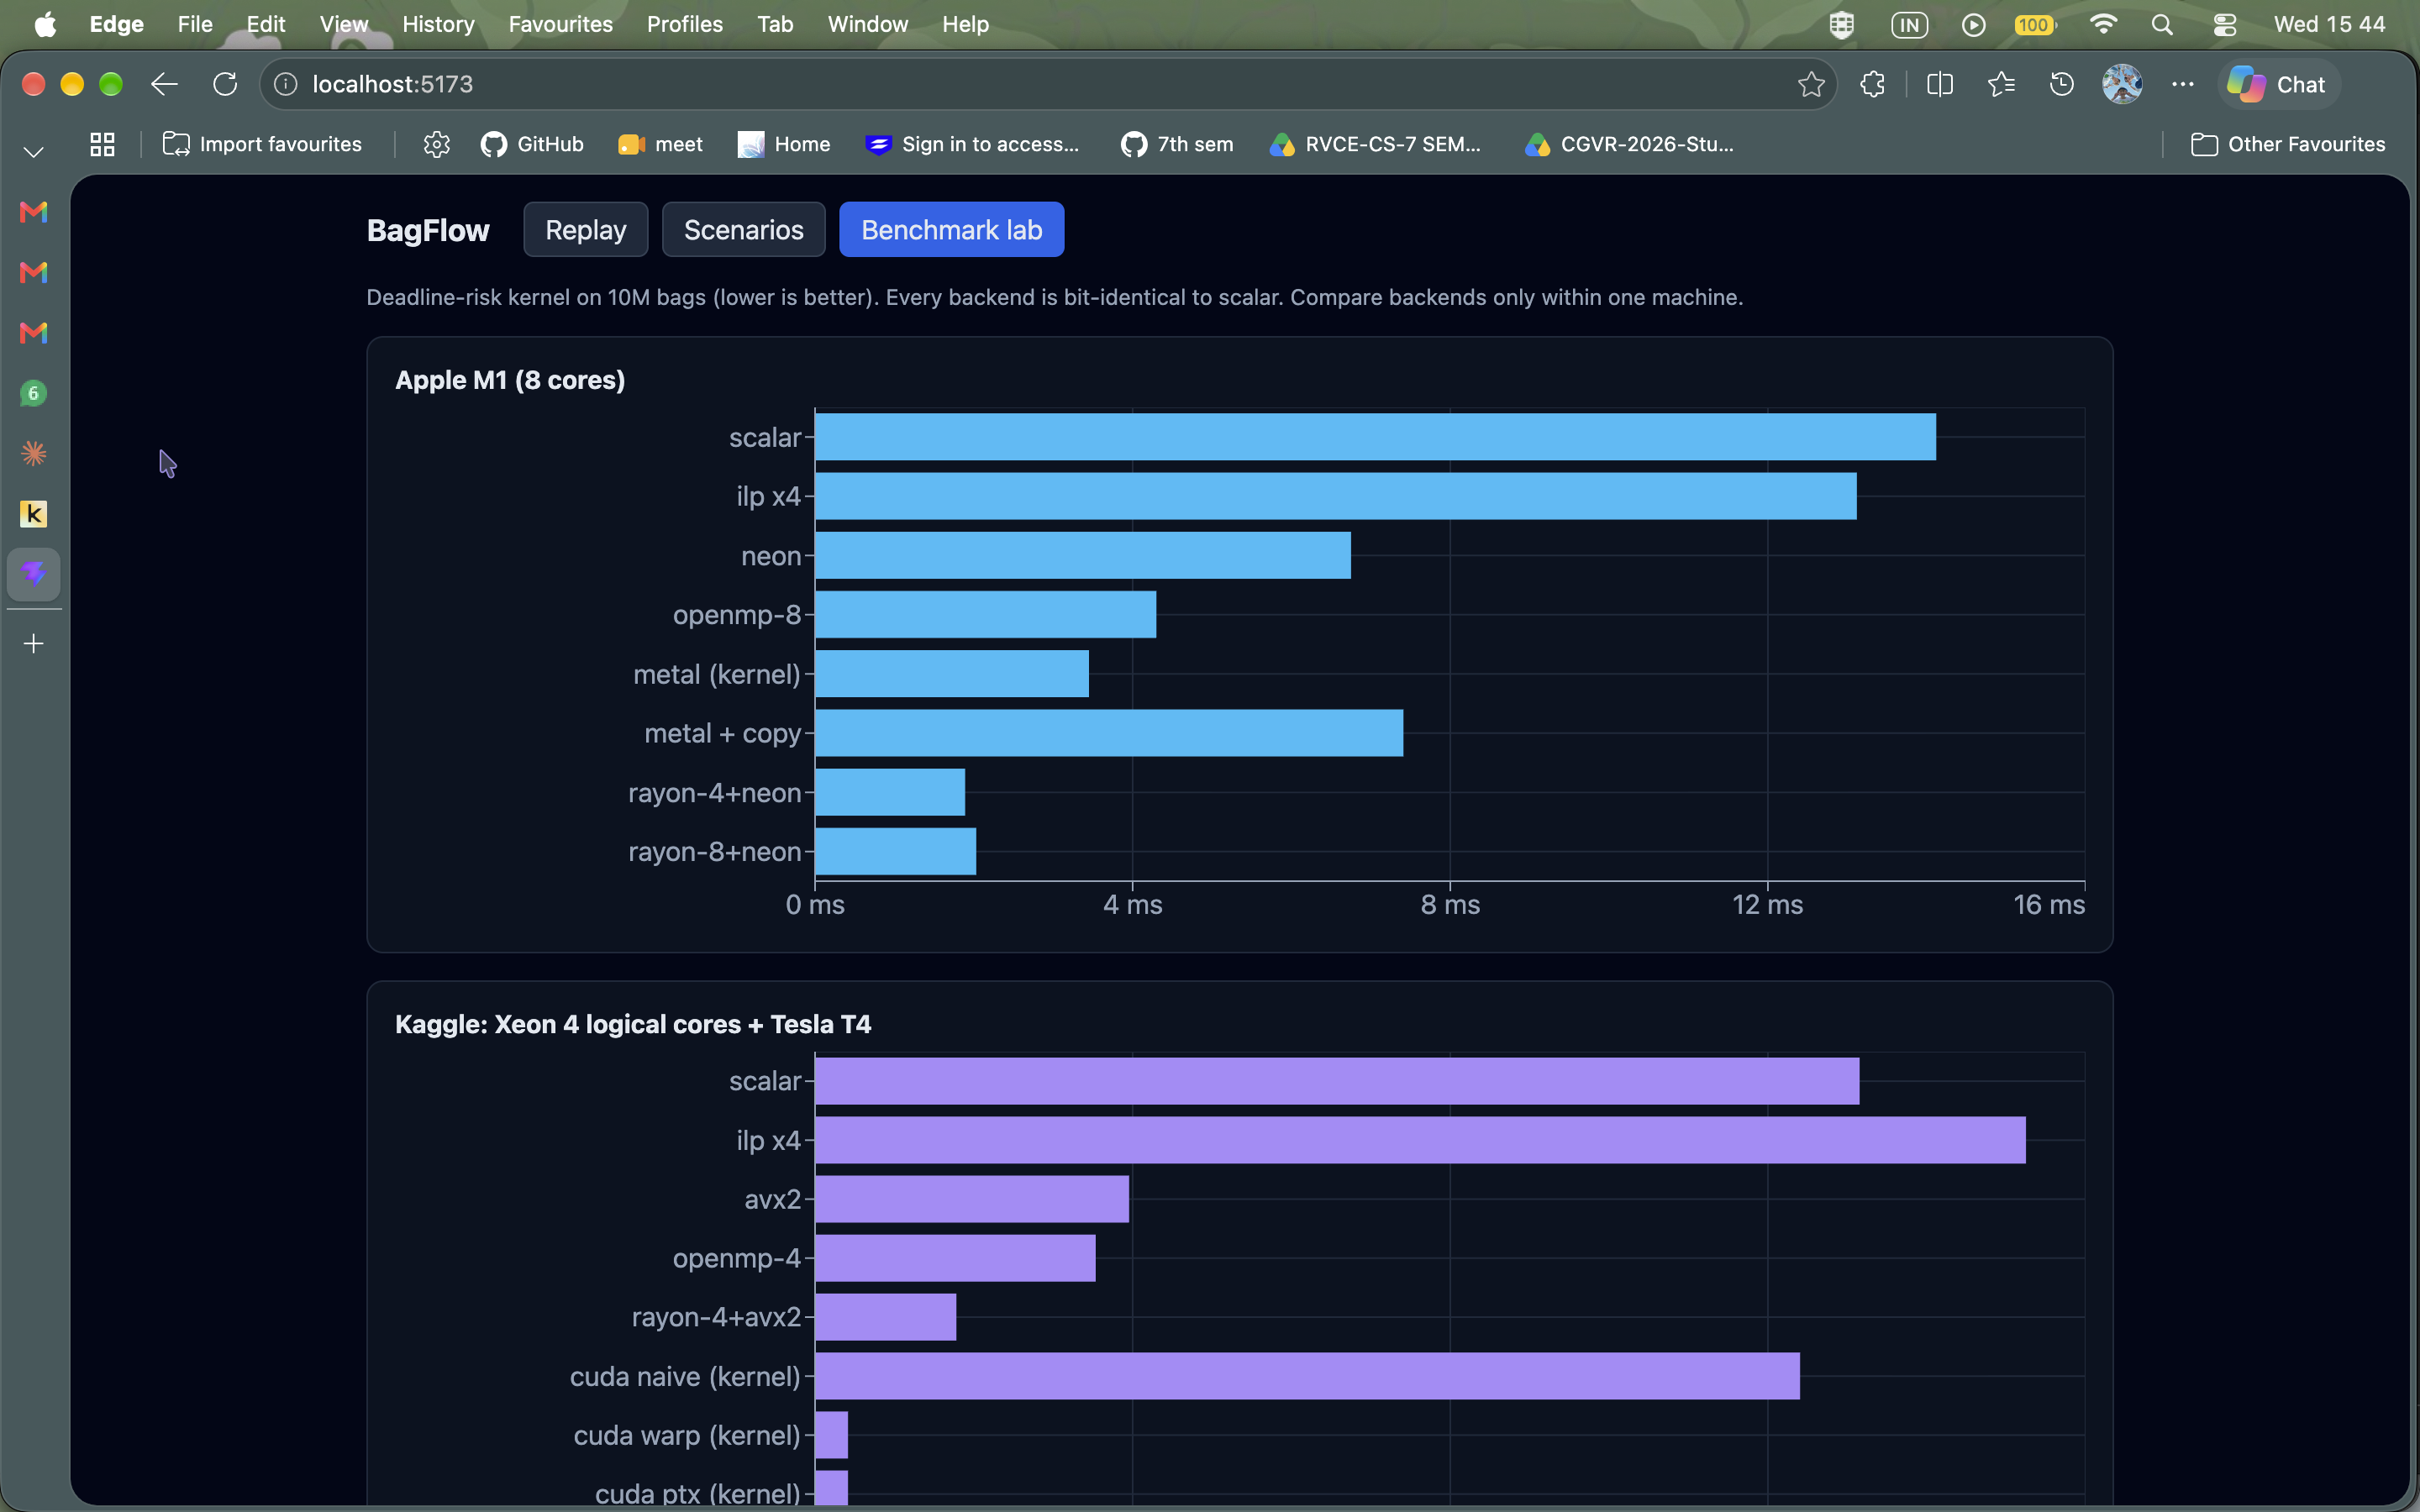 Edge File Edit View History Favourites Profiles Tab Window Help IN 100 Wed 15 44
localhost:5173 Chat
Import favourites GitHub meet Home Sign in to access... 7th sem RVCE-CS-7 SEM... CGVR-2026-Stu... Other Favourites
6
k
BagFlow Replay Scenarios Benchmark lab
Deadline-risk kernel on 10M bags (lower is better). Every backend is bit-identical to scalar. Compare backends only within one machine.
Apple M1 (8 cores)
scalar
ilp x4
neon
openmp-8
metal (kernel)
metal + copy
rayon-4+neon
rayon-8+neon
0 ms 4 ms 8 ms 12 ms 16 ms
Kaggle: Xeon 4 logical cores + Tesla T4
scalar
ilp x4
avx2
openmp-4
rayon-4+avx2
cuda naive (kernel)
cuda warp (kernel)
cuda ptx (kernel)